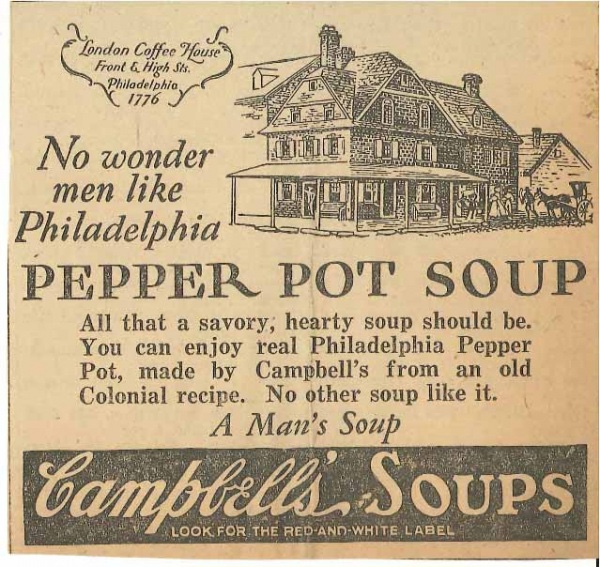 London Coffee House
Front & High Sts.
Philadelphia
1776
No wonder
men like
Philadelphia
PEPPER POT SOUP
All that a savory, hearty soup should be.
You can enjoy real Philadelphia Pepper
Pot, made by Campbell's from an old
Colonial recipe. No other soup like it.
A Man's Soup
Campbell's SOUPS
LOOK FOR THE RED-AND-WHITE LABEL